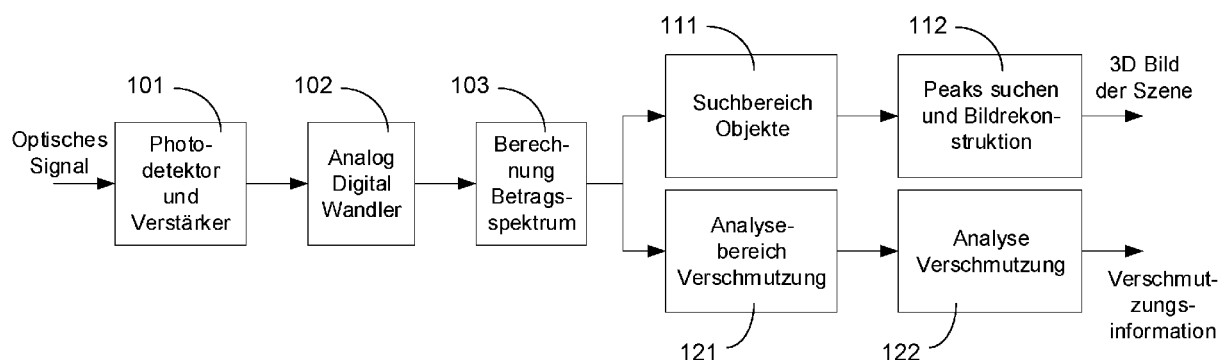 111
112
101
102
103
Optisches
Signal
Photo-
detektor
und
Verstärker
Analog
Digital
Wandler
Berech-
nung
Betrags-
spektrum
Suchbereich
Objekte
Peaks suchen
und Bildrekon-
struktion
3D Bild
der Szene
Analyse-
bereich
Verschmutzung
Analyse
Verschmutzung
Verschmut-
zungs-
information
121
122